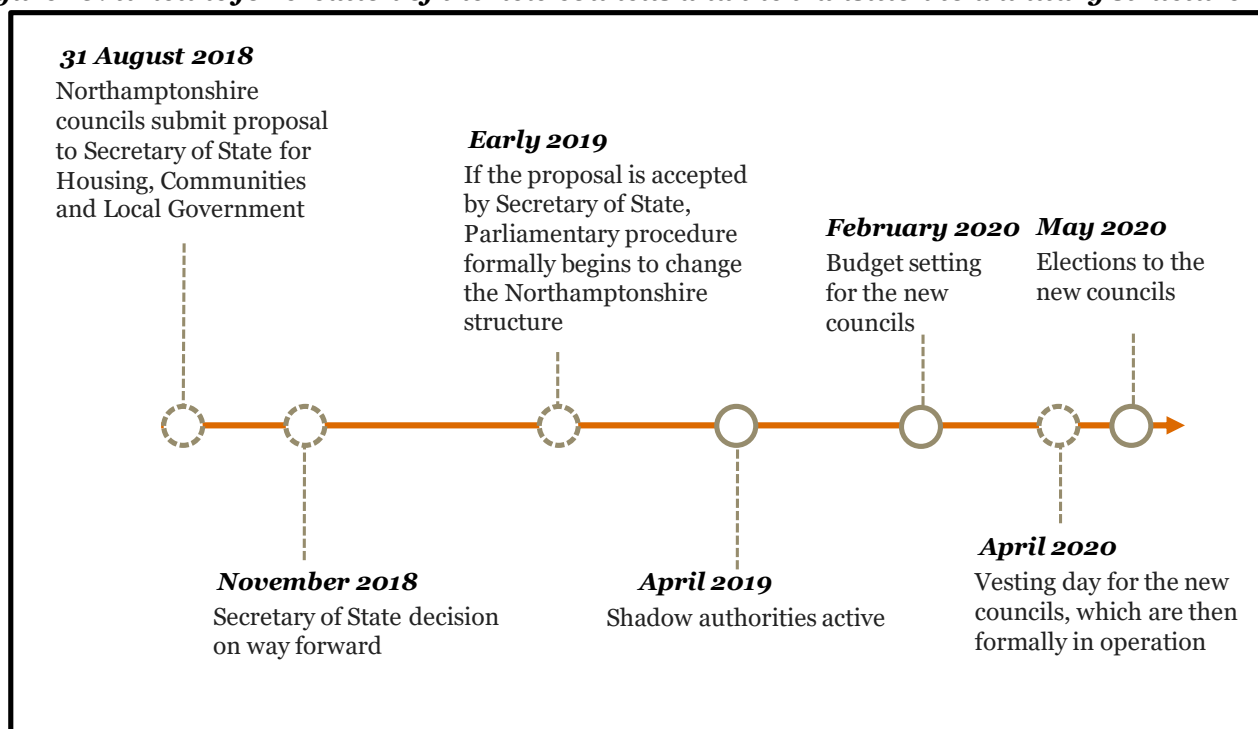 31 August 2018
Northamptonshire
councils submit proposal
to Secretary of State for
Housing, Communities
and Local Government
Early 2019
If the proposal is accepted
by Secretary of State,
Parliamentary procedure
formally begins to change
the Northamptonshire
structure
February 2020
Budget setting
for the new
councils
May 2020
Elections to the
new councils
November 2018
Secretary of State decision
on way forward
April 2019
Shadow authorities active
April 2020
Vesting day for the new
councils, which are then
formally in operation